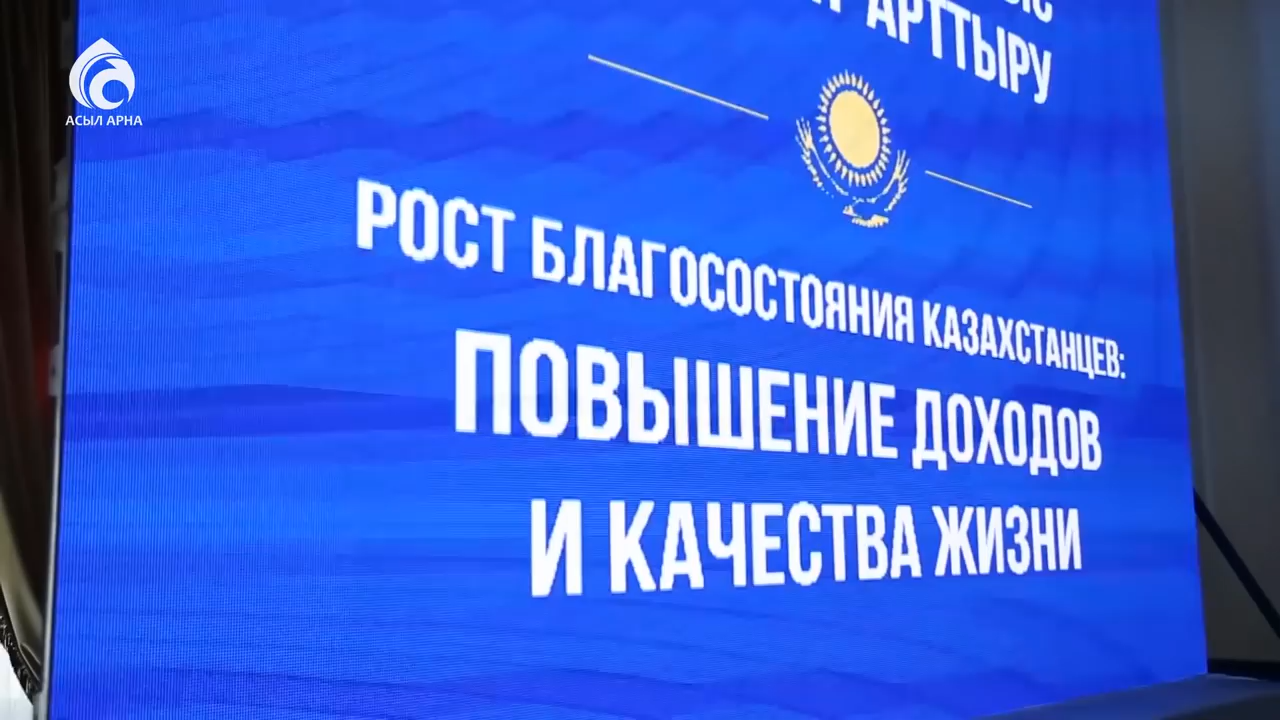 АСЫЛ АРНА
АРТТЫРУ
РОСТ БЛАГОСОСТОЯНИЯ КАЗАХСТАНЦЕВ:
ПОВЫШЕНИЕ ДОХОДОВ
И КАЧЕСТВА ЖИЗНИ